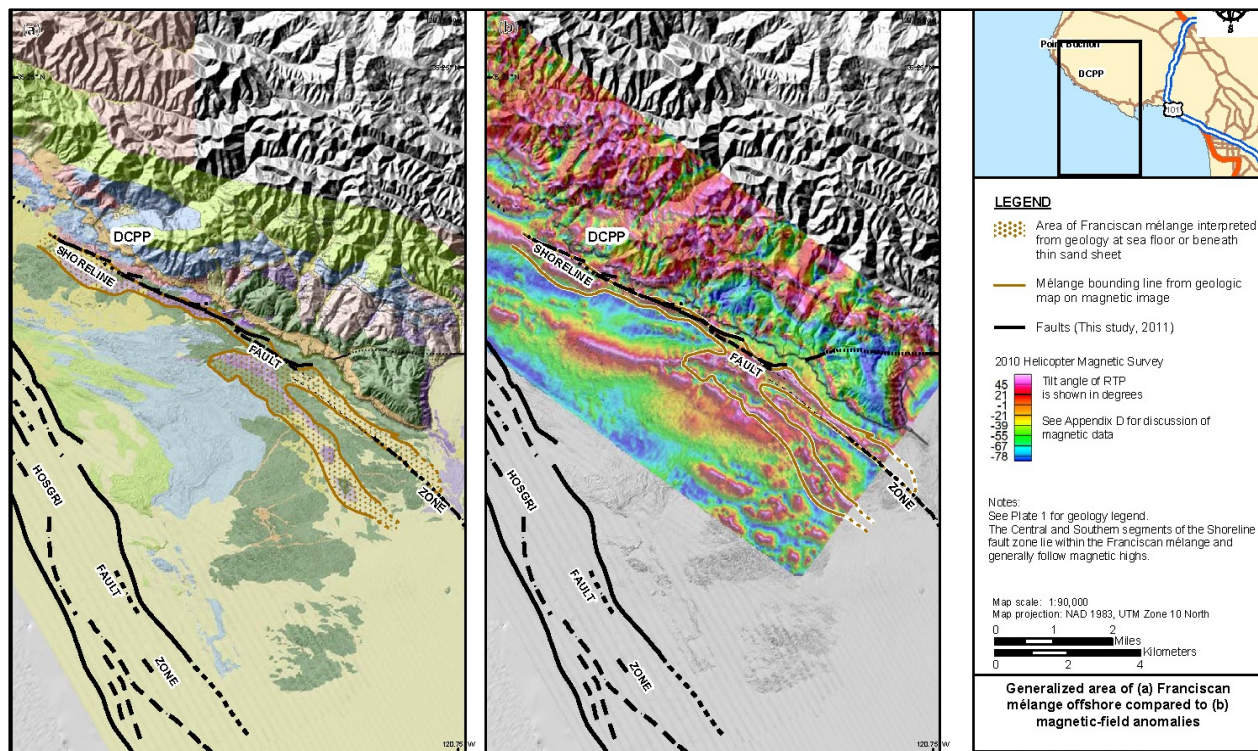 (a)
35°25' N
DCPP
SHORELINE
FAULT
ZONE
HOSGRI
FAULT
ZONE
(b)
35°25' N
DCPP
SHORELINE
FAULT
ZONE
HOSGRI
FAULT
ZONE
120.75° W
Point Buchon
DCPP
101
S
LEGEND
Area of Franciscan mélange interpreted
from geology at sea floor or beneath
thin sand sheet
Mélange bounding line from geologic
map on magnetic image
Faults (This study, 2011)
2010 Helicopter Magnetic Survey
45
21
-1
-21
-39
-55
-67
-78
Tilt angle of RTP
is shown in degrees
See Appendix D for discussion of
magnetic data
Notes:
See Plate 1 for geology legend.
The Central and Southern segments of the Shoreline
fault zone lie within the Franciscan mélange and
generally follow magnetic highs.
Map scale: 1:90,000
Map projection: NAD 1983, UTM Zone 10 North
0 1 2
Miles
Kilometers
0 2 4
Generalized area of (a) Franciscan
mélange offshore compared to (b)
magnetic-field anomalies